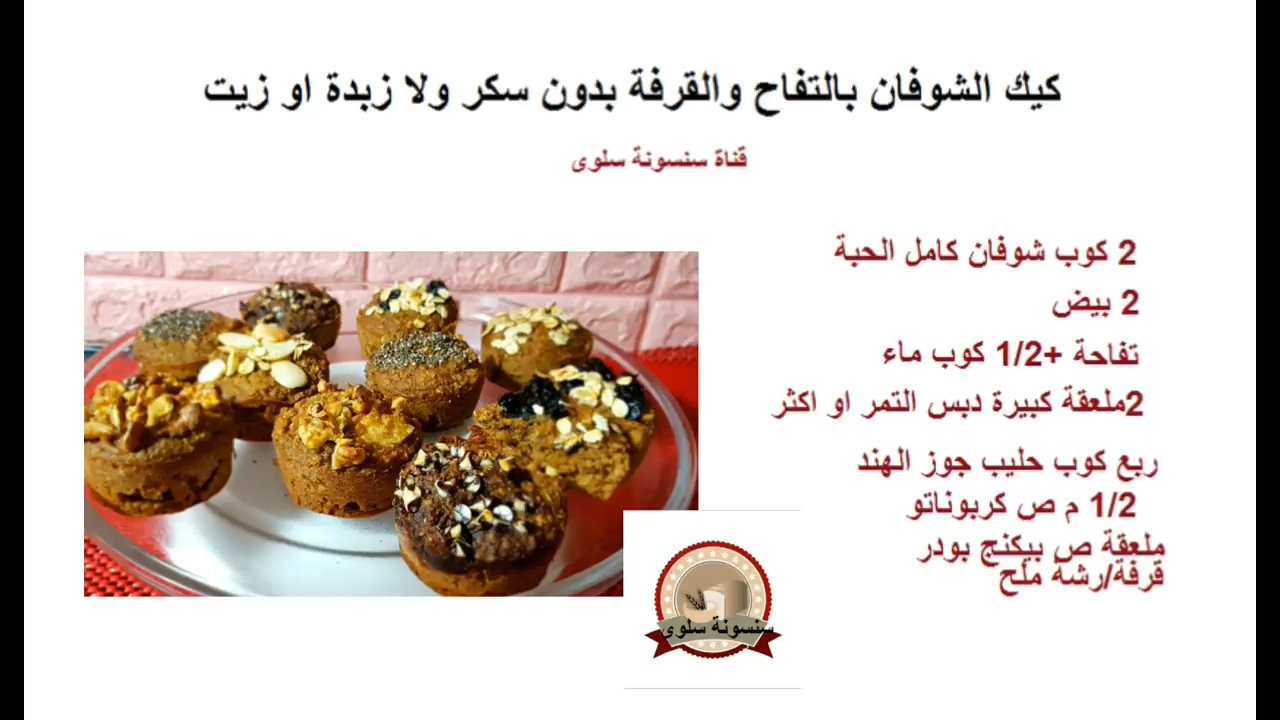 كيك الشوفان بالتفاح والقرفة بدون سكر ولا زبدة او زيت
قناة سنسونة سلوى
2 كوب شوفان كامل الحبة
2 بيض
تفاحة +1/2 كوب ماء
2ملعقة كبيرة دبس التمر او اكثر
ربع كوب حليب جوز الهند
1/2 م ص كربوناتو
ملعقة ص بيكنج بودر
قرفة/رشة ملح
سنسونة سلوى